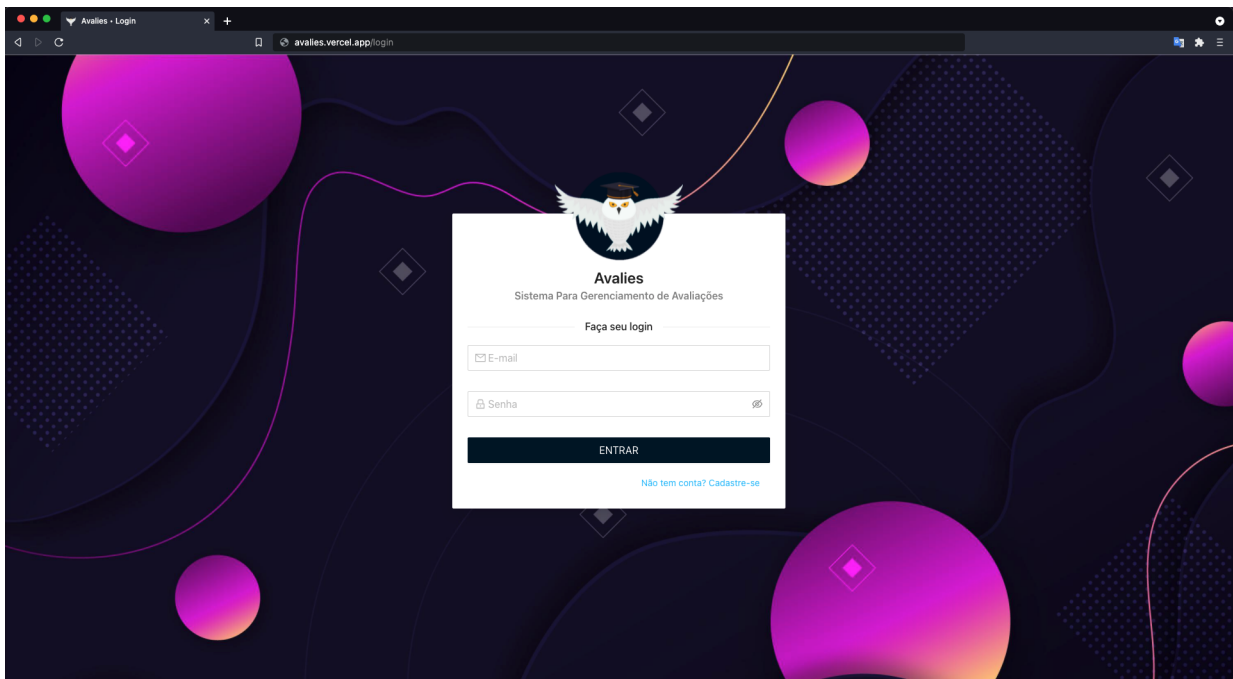 Avalies • Login
avalies.vercel.app/login
Avalies
Sistema Para Gerenciamento de Avaliações
Faça seu login
E-mail
Senha
ENTRAR
Não tem conta? Cadastre-se